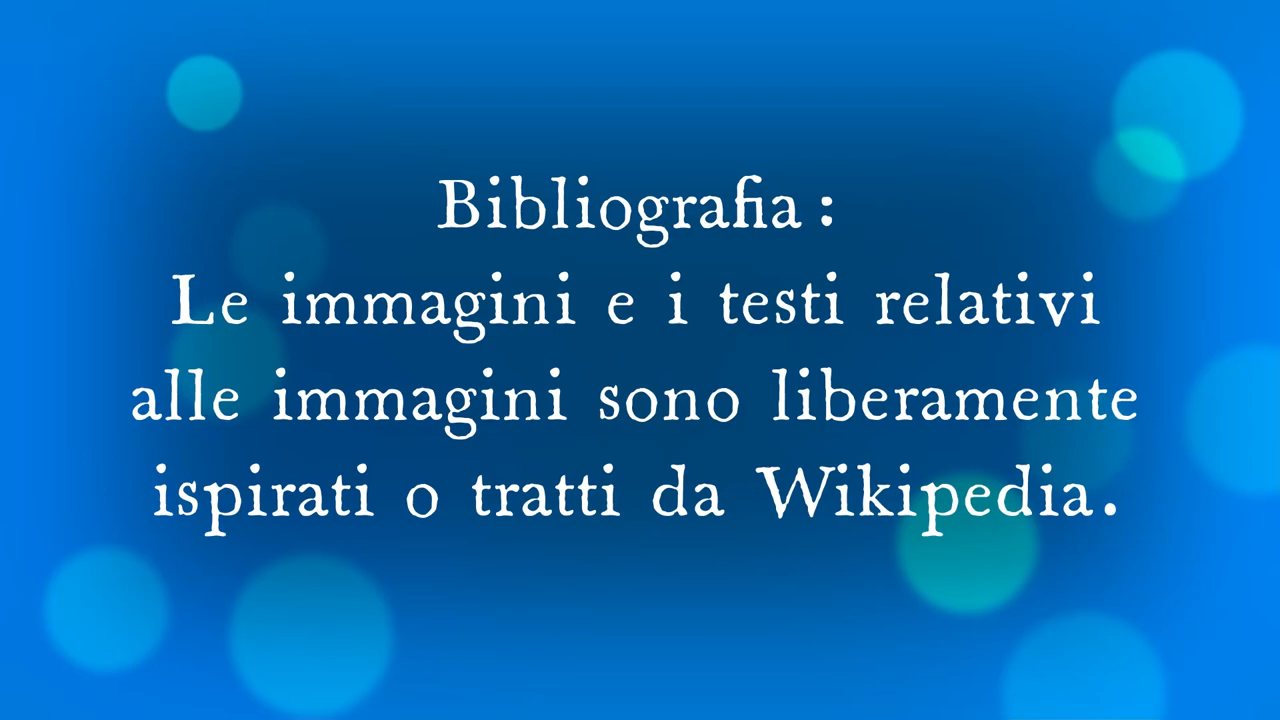 Bibliografia :
Le immagini e i testi relativi
alle immagini sono liberamente
ispirati o tratti da Wikipedia.